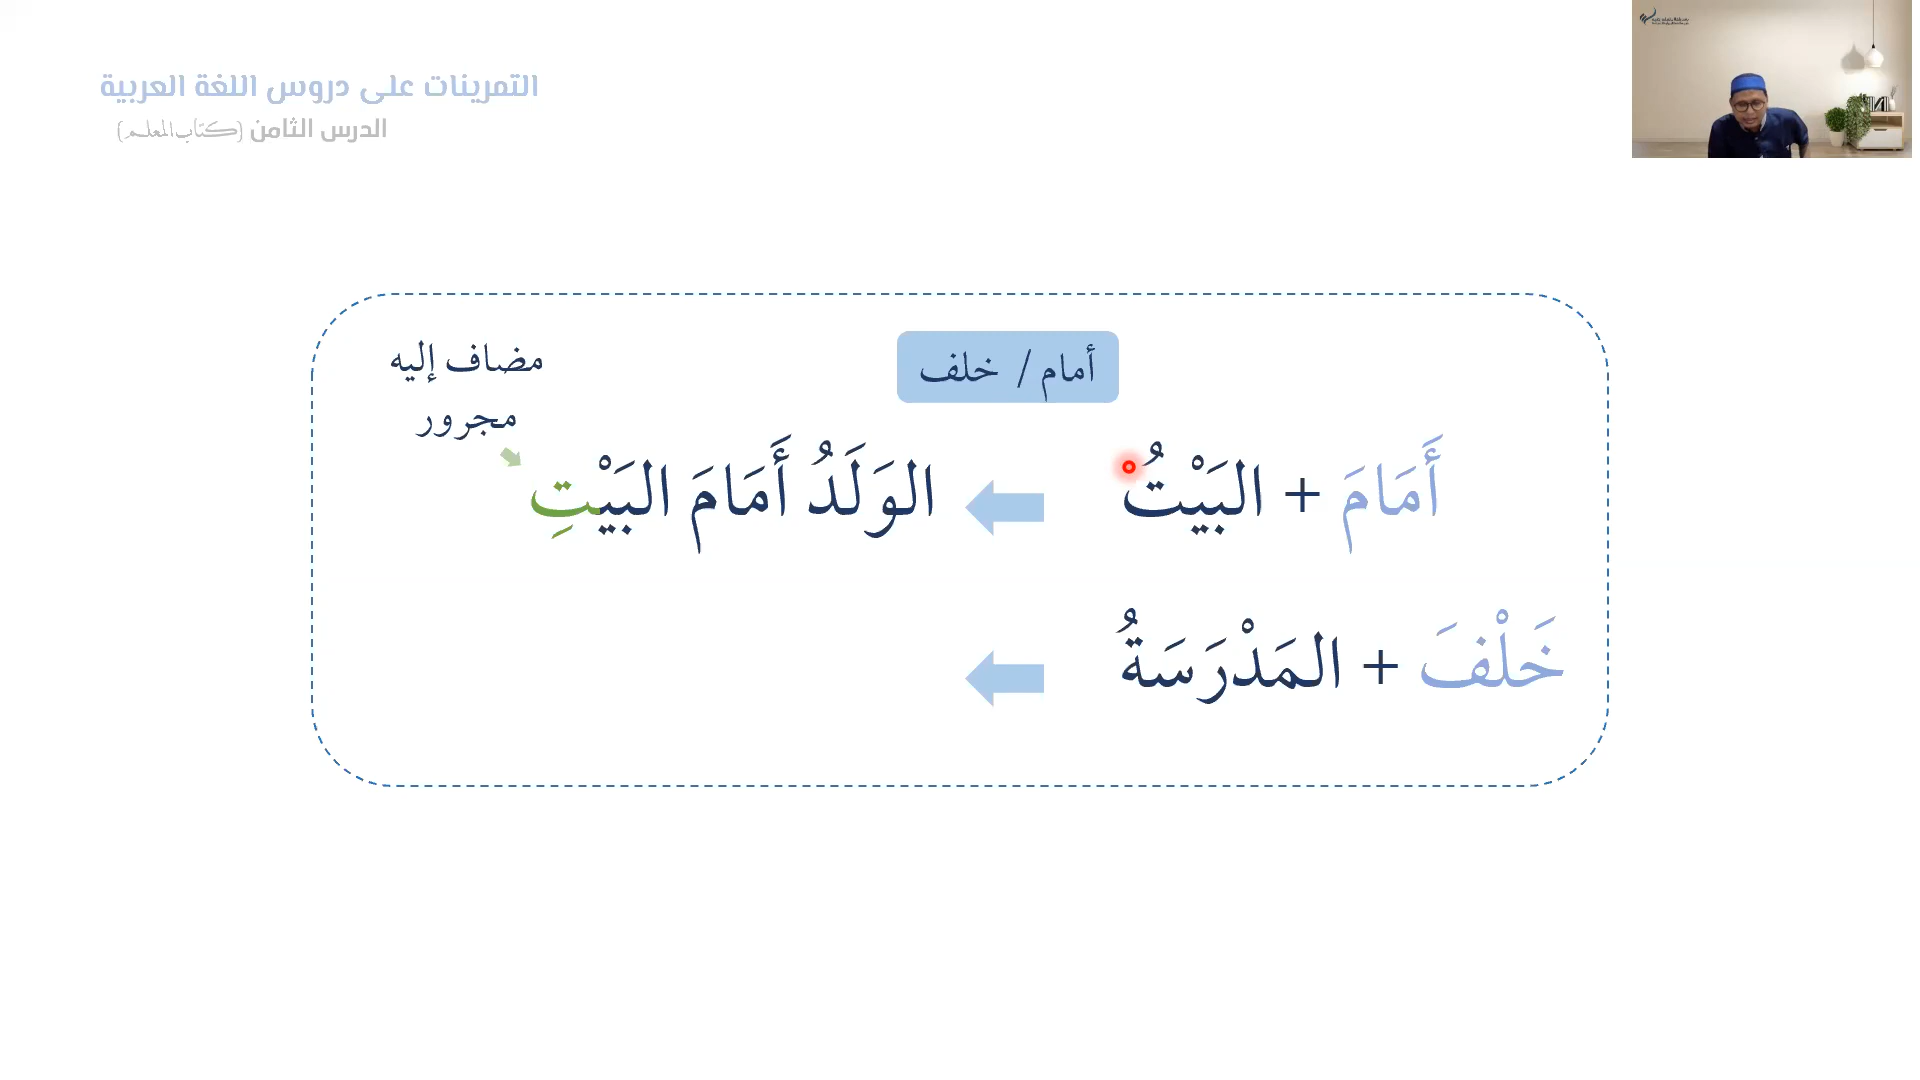 التمرينات على دروس اللغة العربية
الدرس الثامن (كتاب المعلم)
أمام / خلف
مضاف إليه
مجرور
أَمَامَ + البَيْتُ
الوَلَدُ أَمَامَ البَيْتِ
خَلْفَ + المَدْرَسَةُ